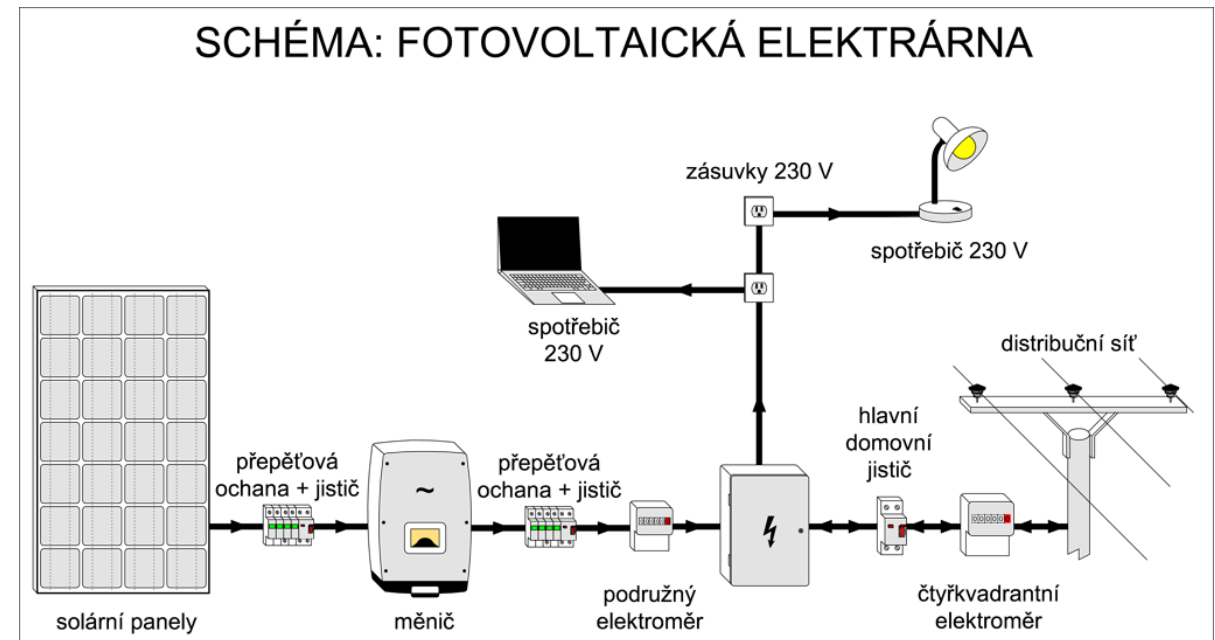 SCHÉMA: FOTOVOLTAICKÁ ELEKTRÁRNA
zásuvky 230 V
spotřebič 230 V
spotřebič
230 V
distribuční síť
hlavní
domovní
jistič
přepěťová
ochana + jistič
přepěťová
ochana + jistič
~
solární panely
měnič
podružný
elektroměr
čtyřkvadrantní
elektroměr